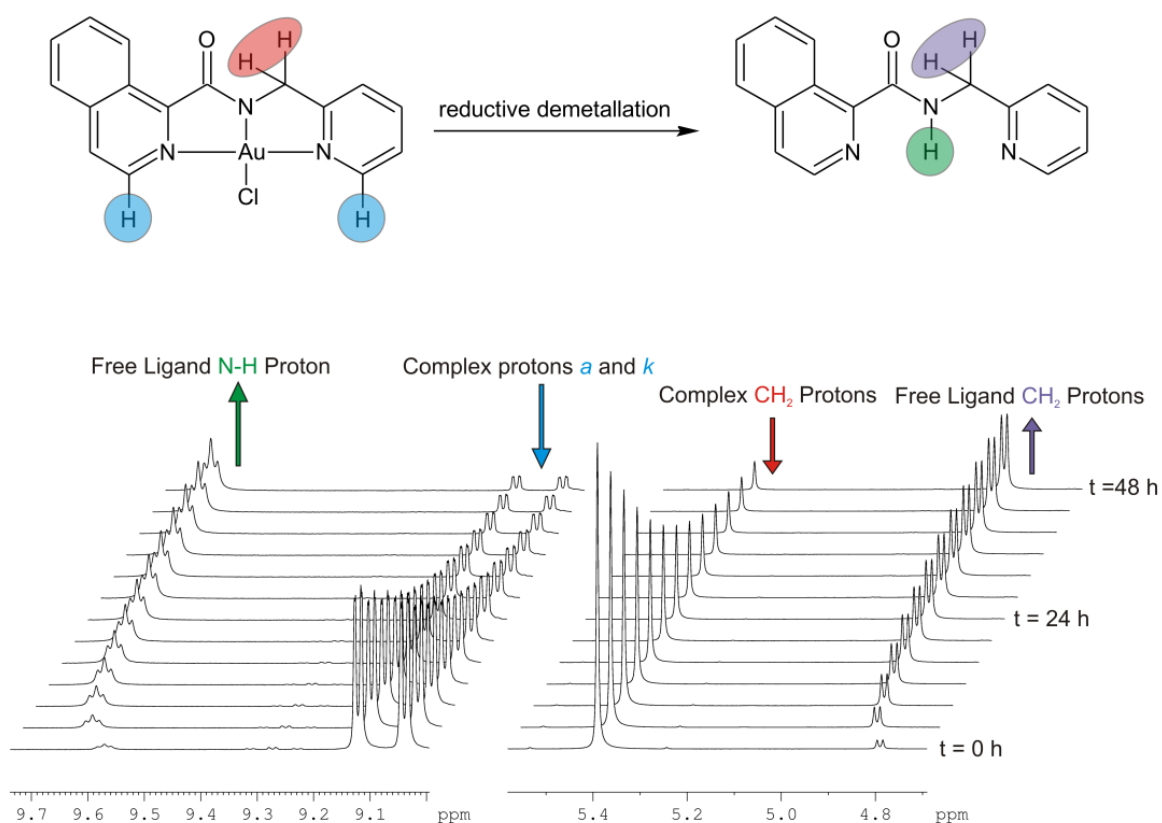 O
H
H
N
N
Au
N
Cl
H
H
reductive demetallation
O
H
H
N
N
H
N
Free Ligand N-H Proton
Complex protons a and k
Complex CH2 Protons
Free Ligand CH2 Protons
t =48 h
t = 24 h
t = 0 h
9.7 9.6 9.5 9.4 9.3 9.2 9.1 ppm
5.4 5.2 5.0 4.8 ppm